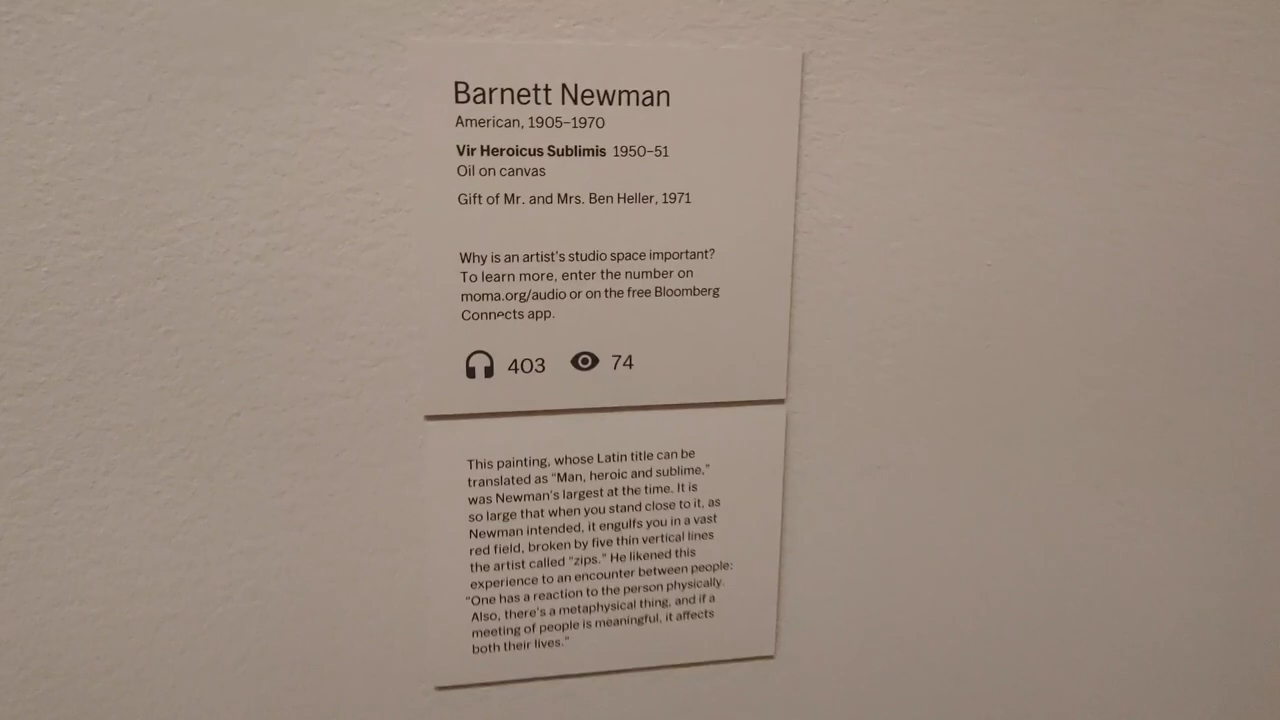 Barnett Newman
American, 1905–1970
Vir Heroicus Sublimis 1950–51
Oil on canvas
Gift of Mr. and Mrs. Ben Heller, 1971
Why is an artist's studio space important?
To learn more, enter the number on
moma.org/audio or on the free Bloomberg
Connects app.
403 74
This painting, whose Latin title can be
translated as "Man, heroic and sublime,"
was Newman's largest at the time. It is
so large that when you stand close to it, as
Newman intended, it engulfs you in a vast
red field, broken by five thin vertical lines
the artist called "zips." He likened this
experience to an encounter between people:
"One has a reaction to the person physically.
Also, there's a metaphysical thing, and if a
meeting of people is meaningful, it affects
both their lives."